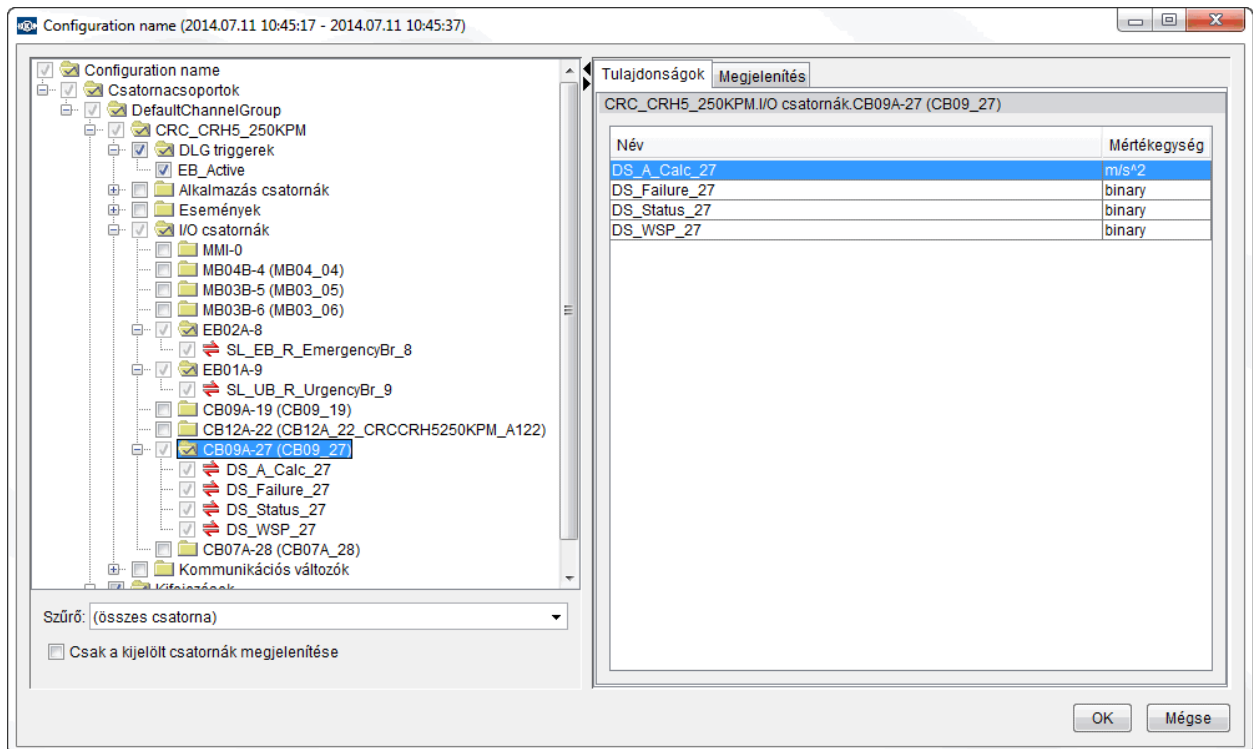 Configuration name (2014.07.11 10:45:17 - 2014.07.11 10:45:37)
Configuration name
Csatornacsoportok
DefaultChannelGroup
CRC_CRH5_250KPM
DLG triggerek
EB_Active
Alkalmazás csatornák
Események
I/O csatornák
MMI-0
MB04B-4 (MB04_04)
MB03B-5 (MB03_05)
MB03B-6 (MB03_06)
EB02A-8
SL_EB_R_EmergencyBr_8
EB01A-9
SL_UB_R_UrgencyBr_9
CB09A-19 (CB09_19)
CB12A-22 (CB12A_22_CRCCRH5250KPM_A122)
CB09A-27 (CB09_27)
DS_A_Calc_27
DS_Failure_27
DS_Status_27
DS_WSP_27
CB07A-28 (CB07A_28)
Kommunikációs változók
Kifejezések
Szűrő: (összes csatorna)
Csak a kijelölt csatornák megjelenítése
Tulajdonságok Megjelenítés
CRC_CRH5_250KPM.I/O csatornák.CB09A-27 (CB09_27)
Név Mértékegység
DS_A_Calc_27 m/s^2
DS_Failure_27 binary
DS_Status_27 binary
DS_WSP_27 binary
OK Mégse